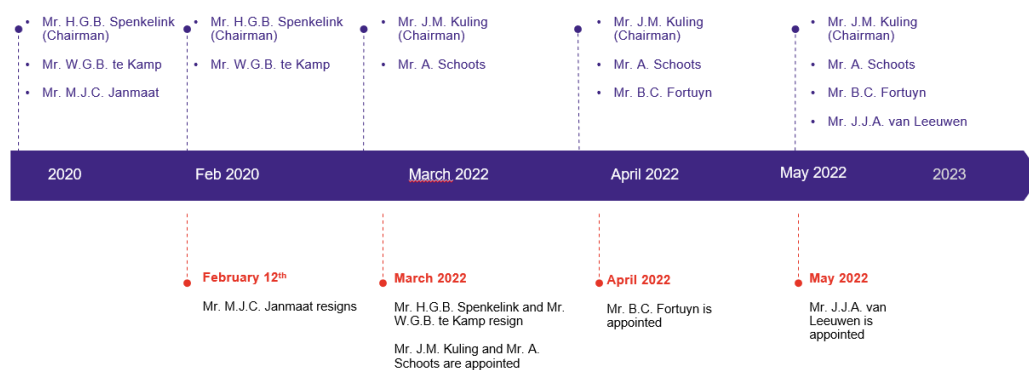 • Mr. H.G.B. Spenkelink
(Chairman)
• Mr. W.G.B. te Kamp
• Mr. M.J.C. Janmaat
• Mr. H.G.B. Spenkelink
(Chairman)
• Mr. W.G.B. te Kamp
• Mr. J.M. Kuling
(Chairman)
• Mr. A. Schoots
• Mr. J.M. Kuling
(Chairman)
• Mr. A. Schoots
• Mr. B.C. Fortuyn
• Mr. J.M. Kuling
(Chairman)
• Mr. A. Schoots
• Mr. B.C. Fortuyn
• Mr. J.J.A. van Leeuwen
2020
Feb 2020
March 2022
April 2022
May 2022
2023
February 12th
Mr. M.J.C. Janmaat resigns
March 2022
Mr. H.G.B. Spenkelink and Mr.
W.G.B. te Kamp resign
Mr. J.M. Kuling and Mr. A.
Schoots are appointed
April 2022
Mr. B.C. Fortuyn is
appointed
May 2022
Mr. J.J.A. van
Leeuwen is
appointed